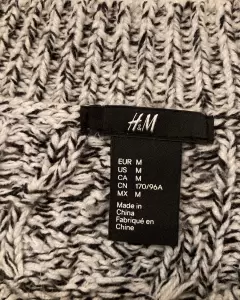 H&M
EUR M
US M
CA M
CN 170/96A
MX M
Made in
China
Fabriqué en
Chine